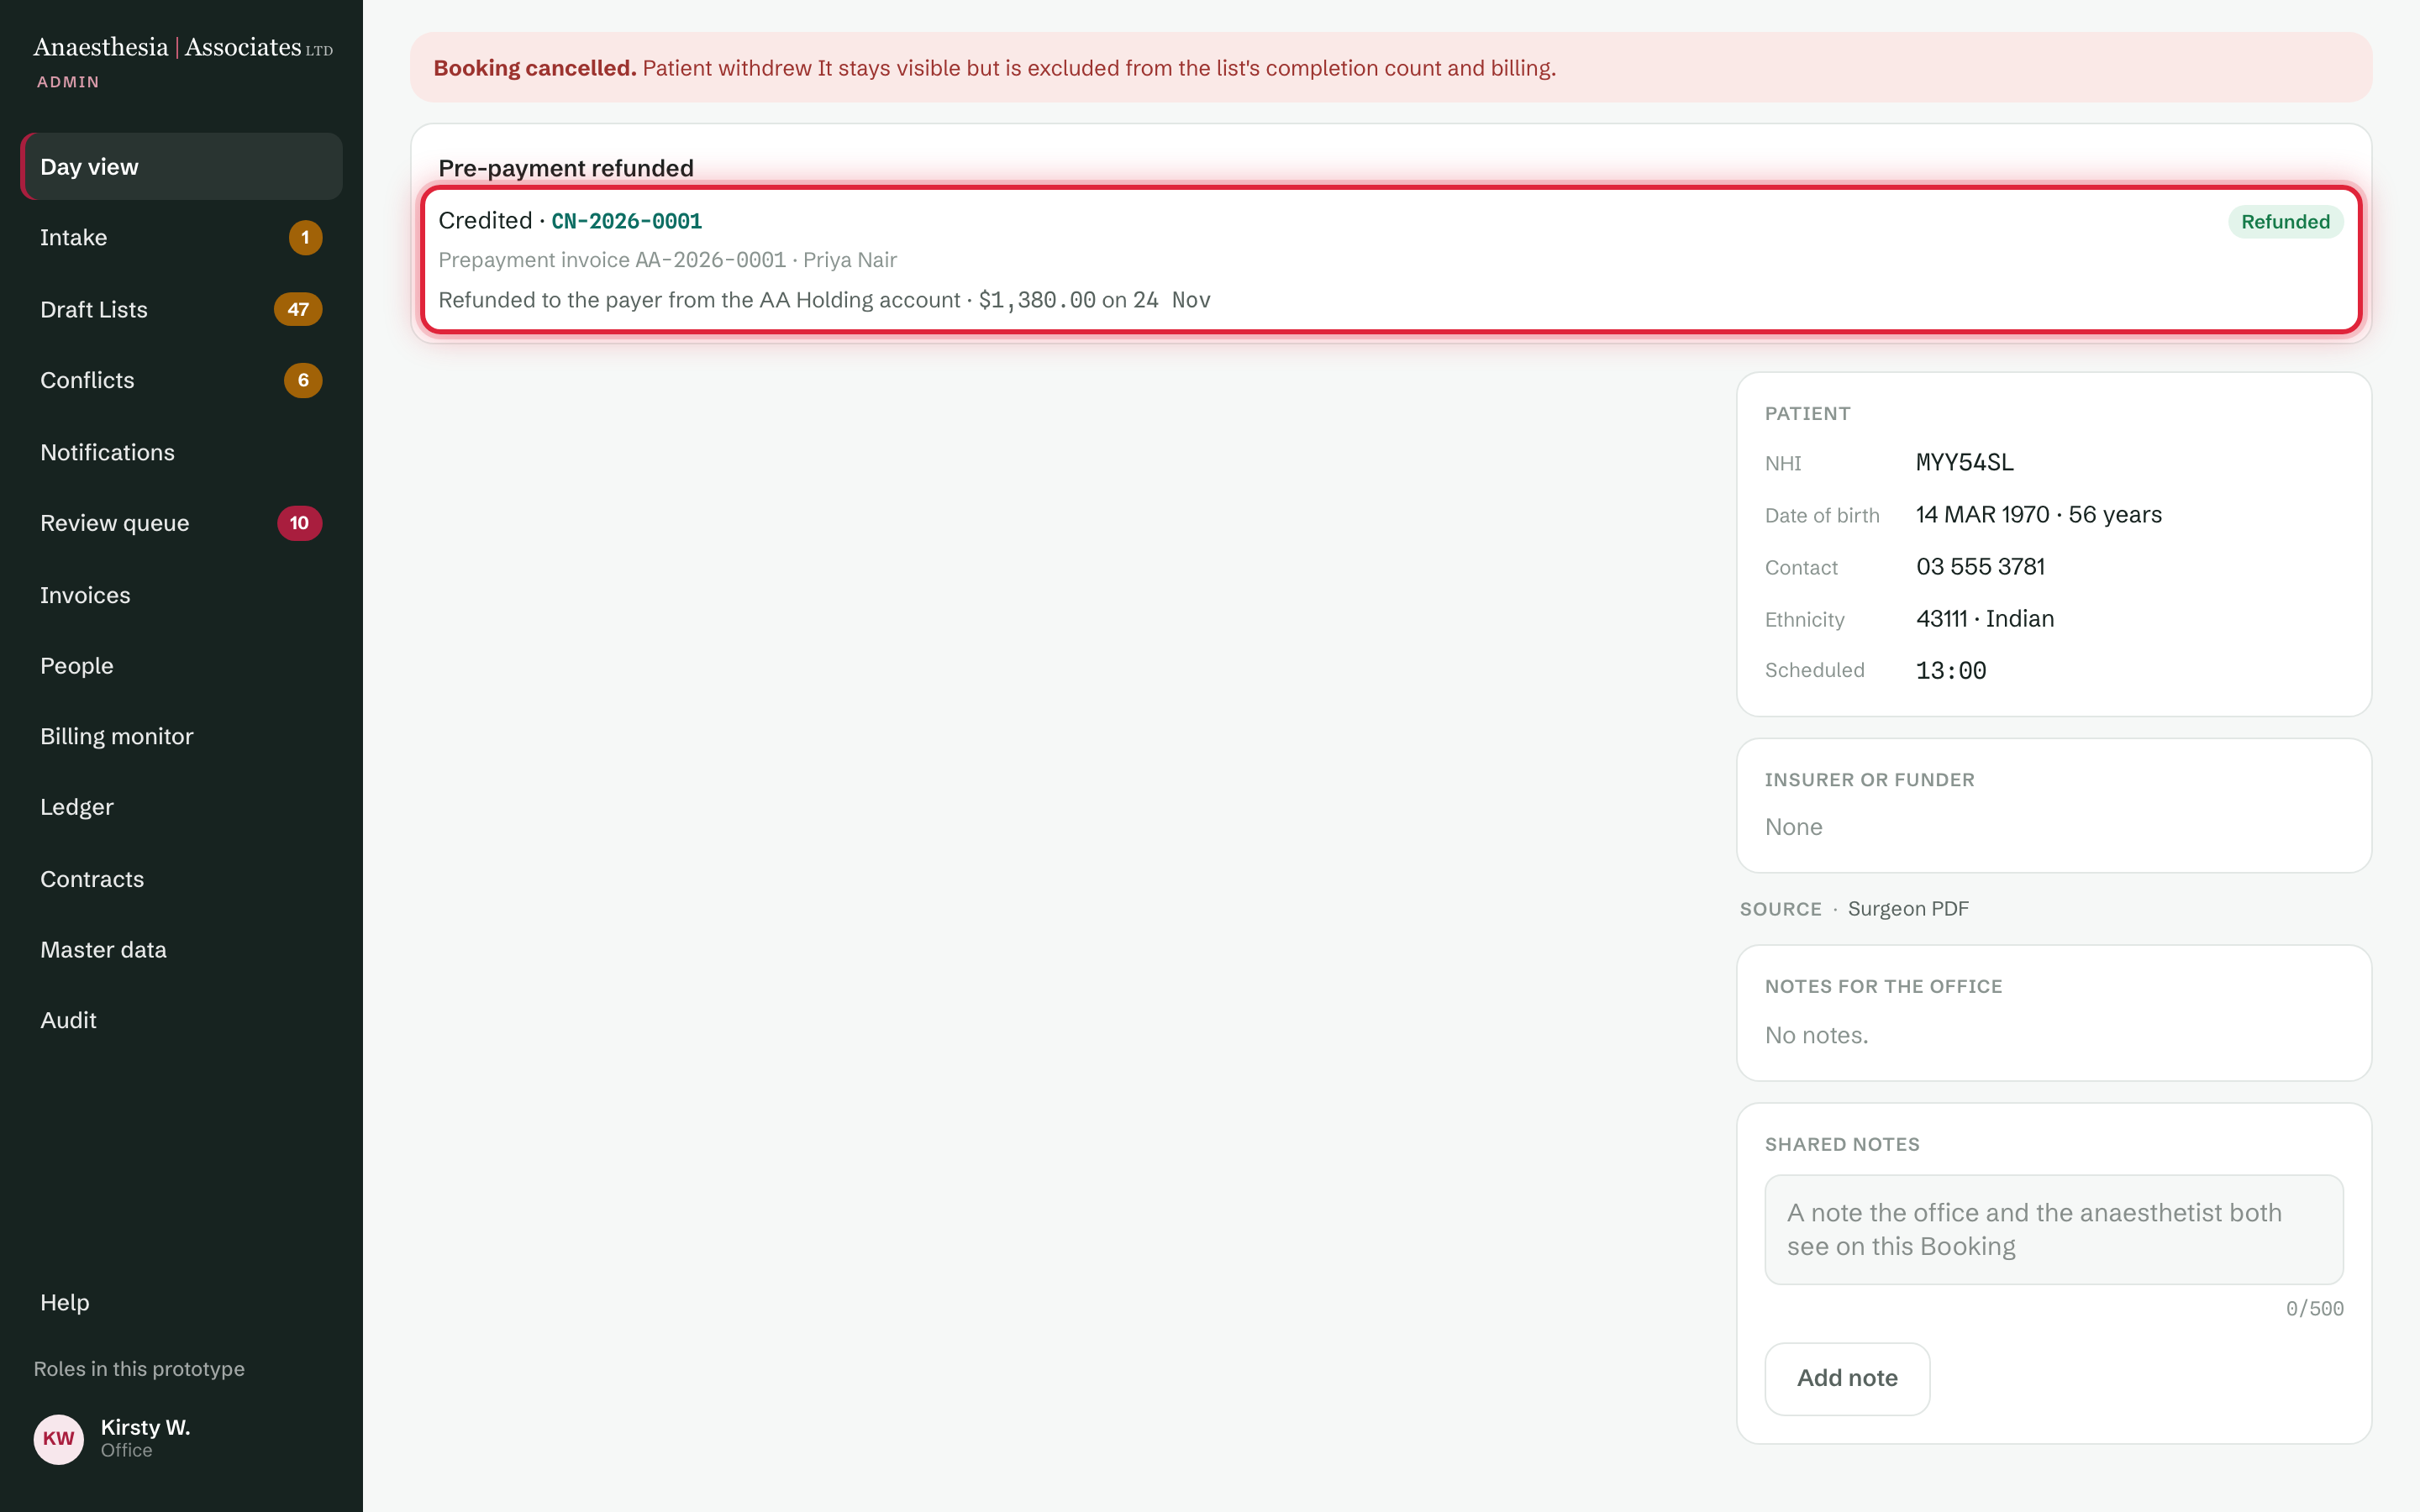 Anaesthesia | Associates LTD
ADMIN
Day view
Intake 1
Draft Lists 47
Conflicts 6
Notifications
Review queue 10
Invoices
People
Billing monitor
Ledger
Contracts
Master data
Audit
Help
Roles in this prototype
KW
Kirsty W.
Office
Booking cancelled. Patient withdrew It stays visible but is excluded from the list's completion count and billing.
Pre-payment refunded
Credited · CN-2026-0001
Refunded
Prepayment invoice AA-2026-0001 · Priya Nair
Refunded to the payer from the AA Holding account · $1,380.00 on 24 Nov
PATIENT
NHI MYY54SL
Date of birth 14 MAR 1970 · 56 years
Contact 03 555 3781
Ethnicity 43111 · Indian
Scheduled 13:00
INSURER OR FUNDER
None
SOURCE · Surgeon PDF
NOTES FOR THE OFFICE
No notes.
SHARED NOTES
A note the office and the anaesthetist both
see on this Booking
0/500
Add note